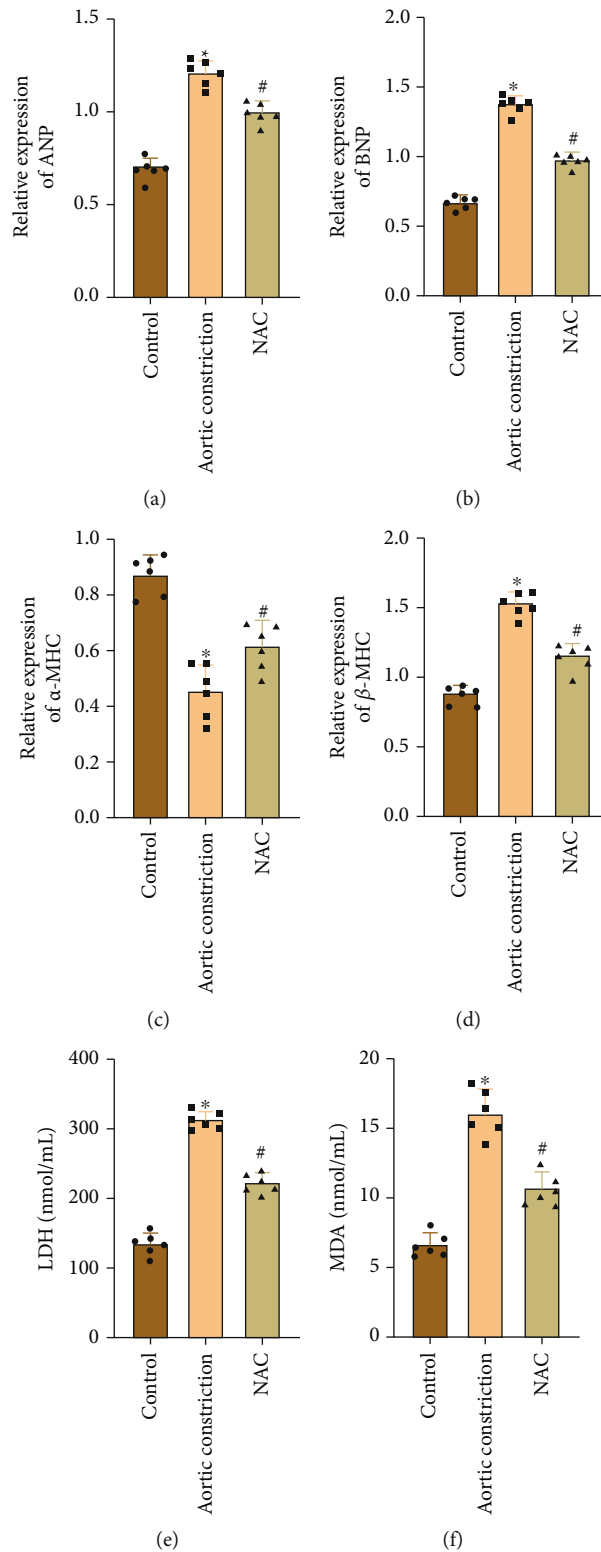 Relative expression
of ANP
1.5
1.0
0.5
0.0
*
#
Control
Aortic constriction
NAC
(a)
Relative expression
of BNP
2.0
1.5
1.0
0.5
0.0
*
#
Control
Aortic constriction
NAC
(b)
Relative expression
of α-MHC
1.0
0.8
0.6
0.4
0.2
0.0
*
#
Control
Aortic constriction
NAC
(c)
Relative expression
of β-MHC
2.0
1.5
1.0
0.5
0.0
*
#
Control
Aortic constriction
NAC
(d)
LDH (nmol/mL)
400
300
200
100
0
*
#
Control
Aortic constriction
NAC
(e)
MDA (nmol/mL)
20
15
10
5
0
*
#
Control
Aortic constriction
NAC
(f)